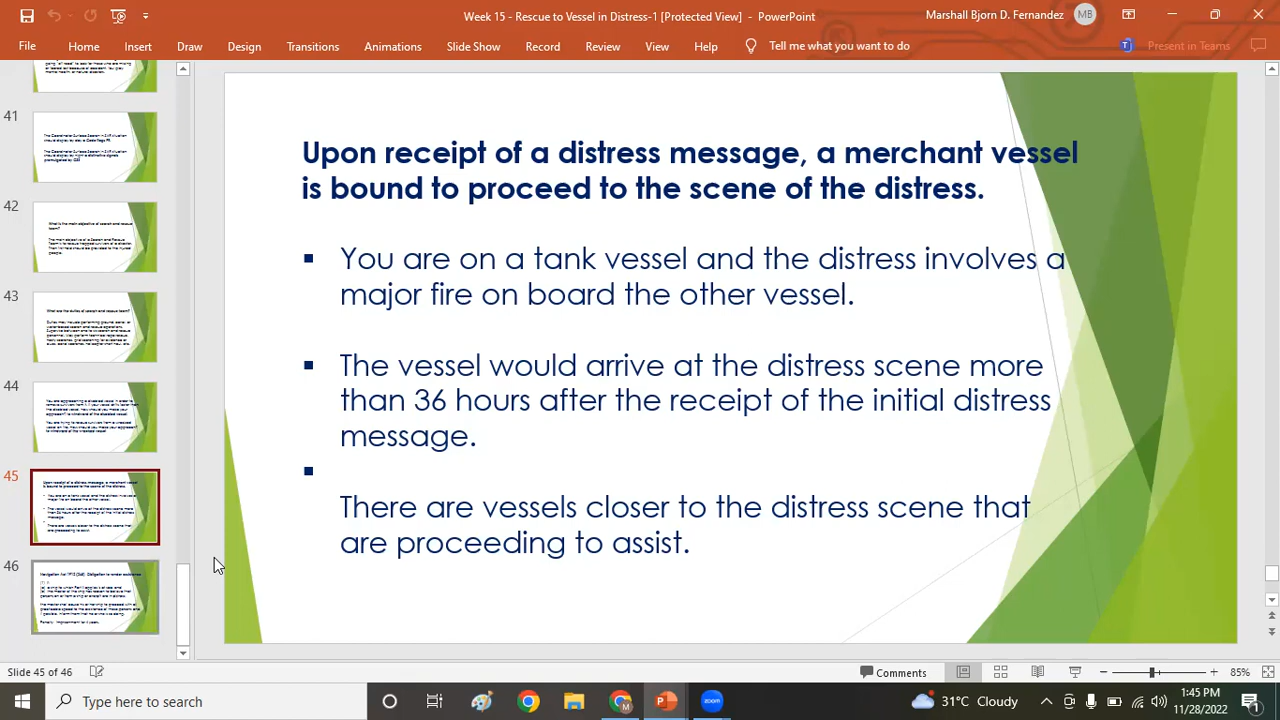 Week 15 - Rescue to Vessel in Distress-1 [Protected View] - PowerPoint
Marshall Bjorn D. Fernandez
MB
File
Home
Insert
Draw
Design
Transitions
Animations
Slide Show
Record
Review
View
Help
Tell me what you want to do
Present in Teams
41
42
43
44
45
46
Upon receipt of a distress message, a merchant vessel
is bound to proceed to the scene of the distress.
▪ You are on a tank vessel and the distress involves a
major fire on board the other vessel.
▪ The vessel would arrive at the distress scene more
than 36 hours after the receipt of the initial distress
message.
▪
There are vessels closer to the distress scene that
are proceeding to assist.
Slide 45 of 46
Comments
85%
Type here to search
31°C Cloudy
1:45 PM
11/28/2022